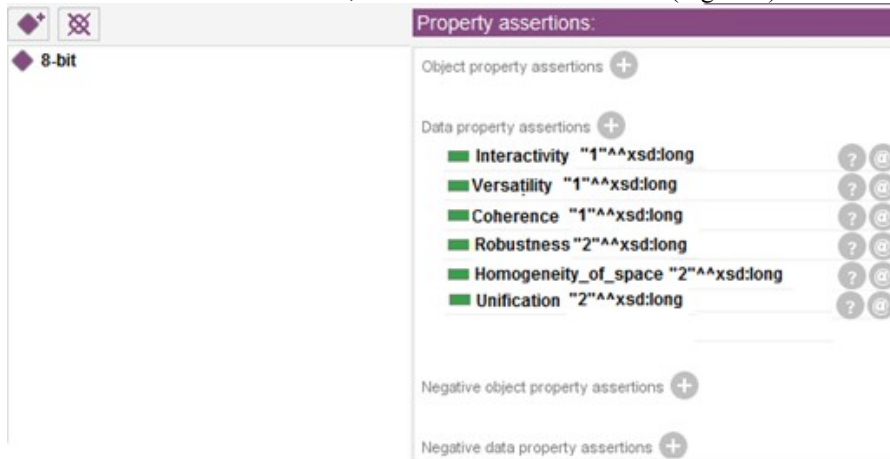 Property assertions:
8-bit
Object property assertions
Data property assertions
Interactivity "1"^^xsd:long
Versatility "1"^^xsd:long
Coherence "1"^^xsd:long
Robustness "2"^^xsd:long
Homogeneity_of_space "2"^^xsd:long
Unification "2"^^xsd:long
Negative object property assertions
Negative data property assertions